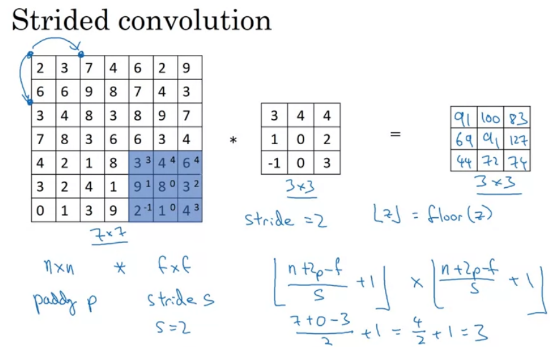 Strided convolution
2 3 7 4 6 2 9
6 6 9 8 7 4 3
3 4 8 3 8 9 7
7 8 3 6 6 3 4
4 2 1 8 3 3 4 4 6 4
3 2 4 1 9 1 8 0 3 2
0 1 3 9 2 -1 1 0 4 3
7×7
*
3 4 4
1 0 2
-1 0 3
3×3
stride = 2
=
91 100 83
69 91 127
44 72 74
3×3
⌊z⌋ = floor(z)
n×n * f×f
padding p stride s
s=2
⌊(n+2p-f)/s + 1⌋ × ⌊(n+2p-f)/s + 1⌋
(7+0-3)/2 + 1 = 4/2 + 1 = 3